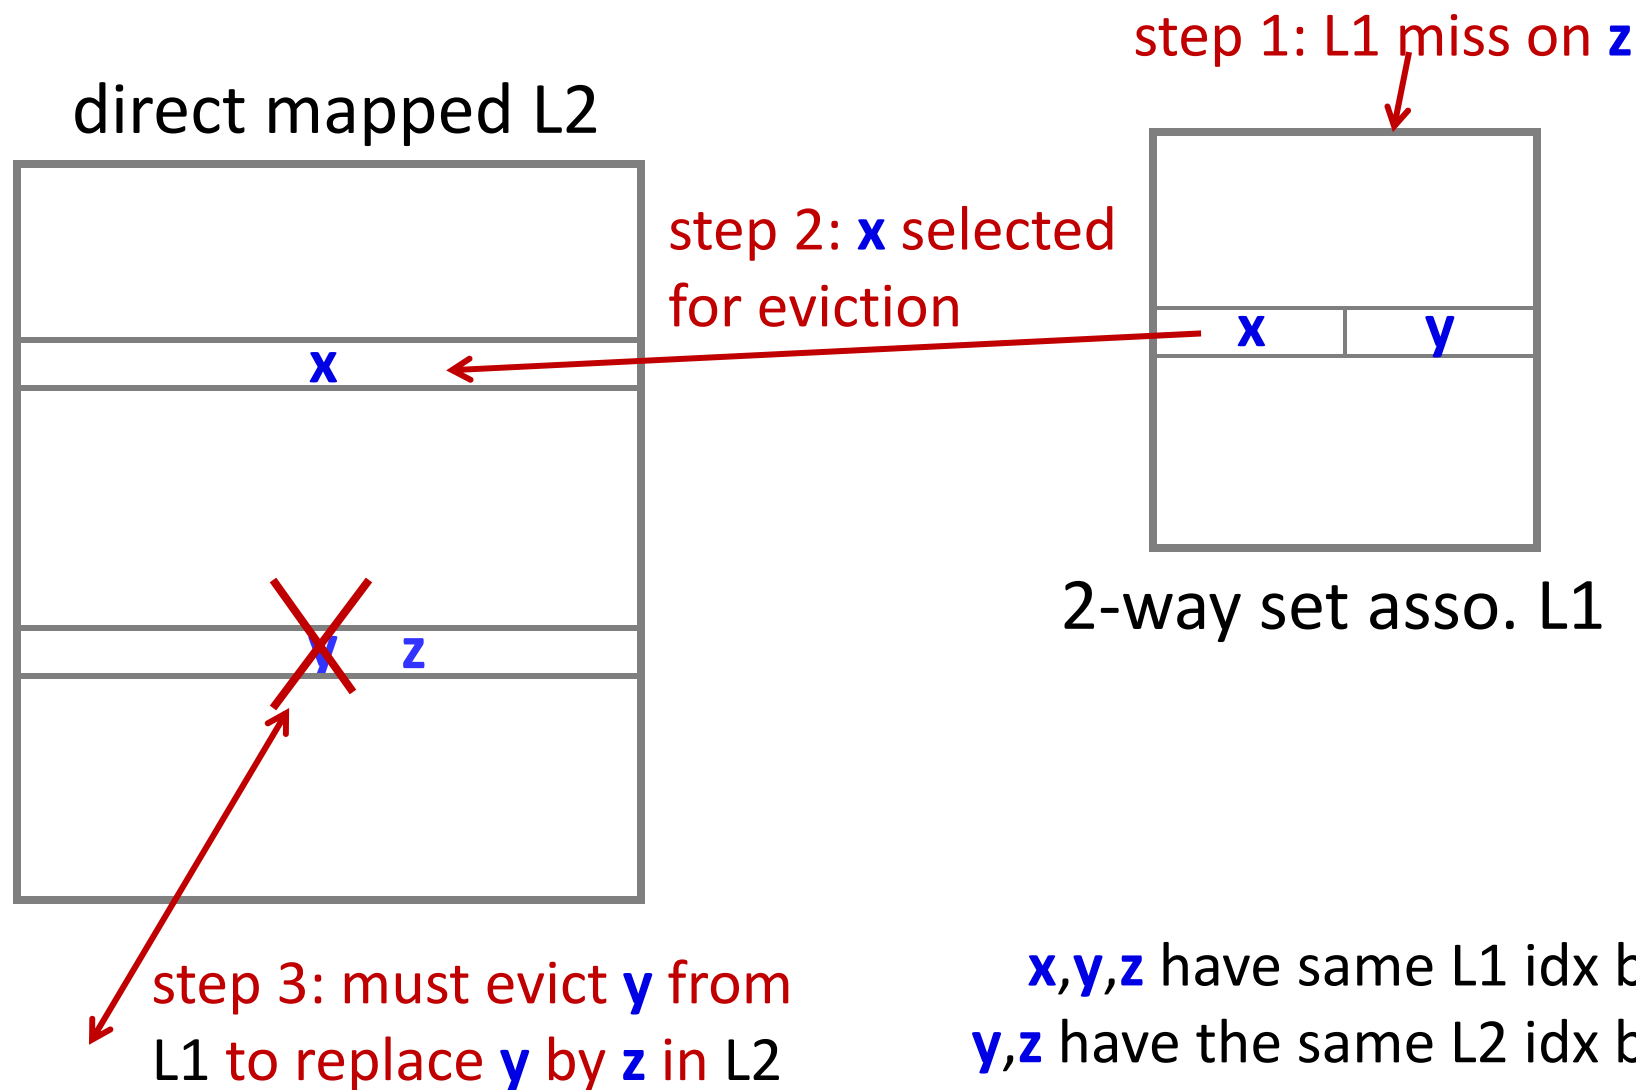 step 1: L1 miss on z
direct mapped L2
step 2: x selected
for eviction
x y
x
y z
2-way set asso. L1
step 3: must evict y from
L1 to replace y by z in L2
x,y,z have same L1 idx b
y,z have the same L2 idx b